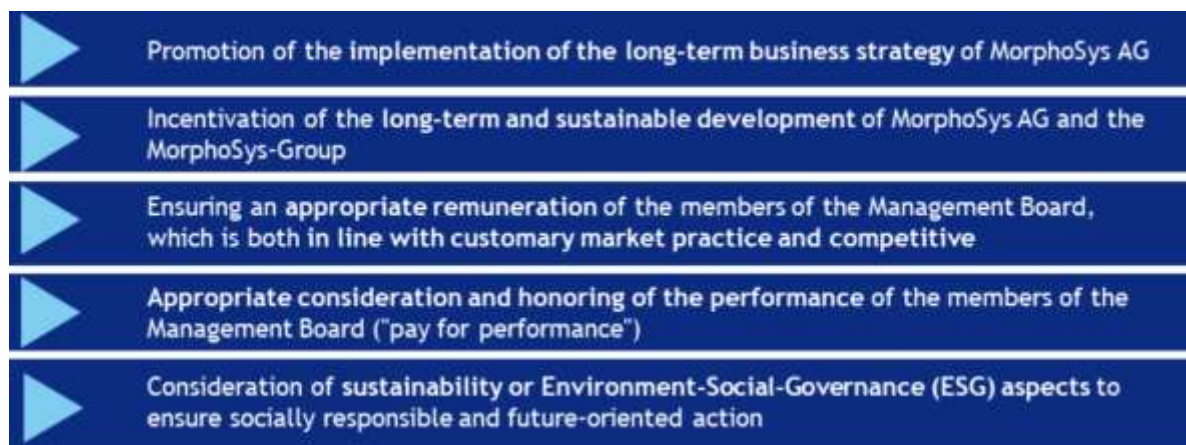 Promotion of the implementation of the long-term business strategy of MorphoSys AG
Incentivation of the long-term and sustainable development of MorphoSys AG and the
MorphoSys-Group
Ensuring an appropriate remuneration of the members of the Management Board,
which is both in line with customary market practice and competitive
Appropriate consideration and honoring of the performance of the members of the
Management Board ("pay for performance")
Consideration of sustainability or Environment-Social-Governance (ESG) aspects to
ensure socially responsible and future-oriented action